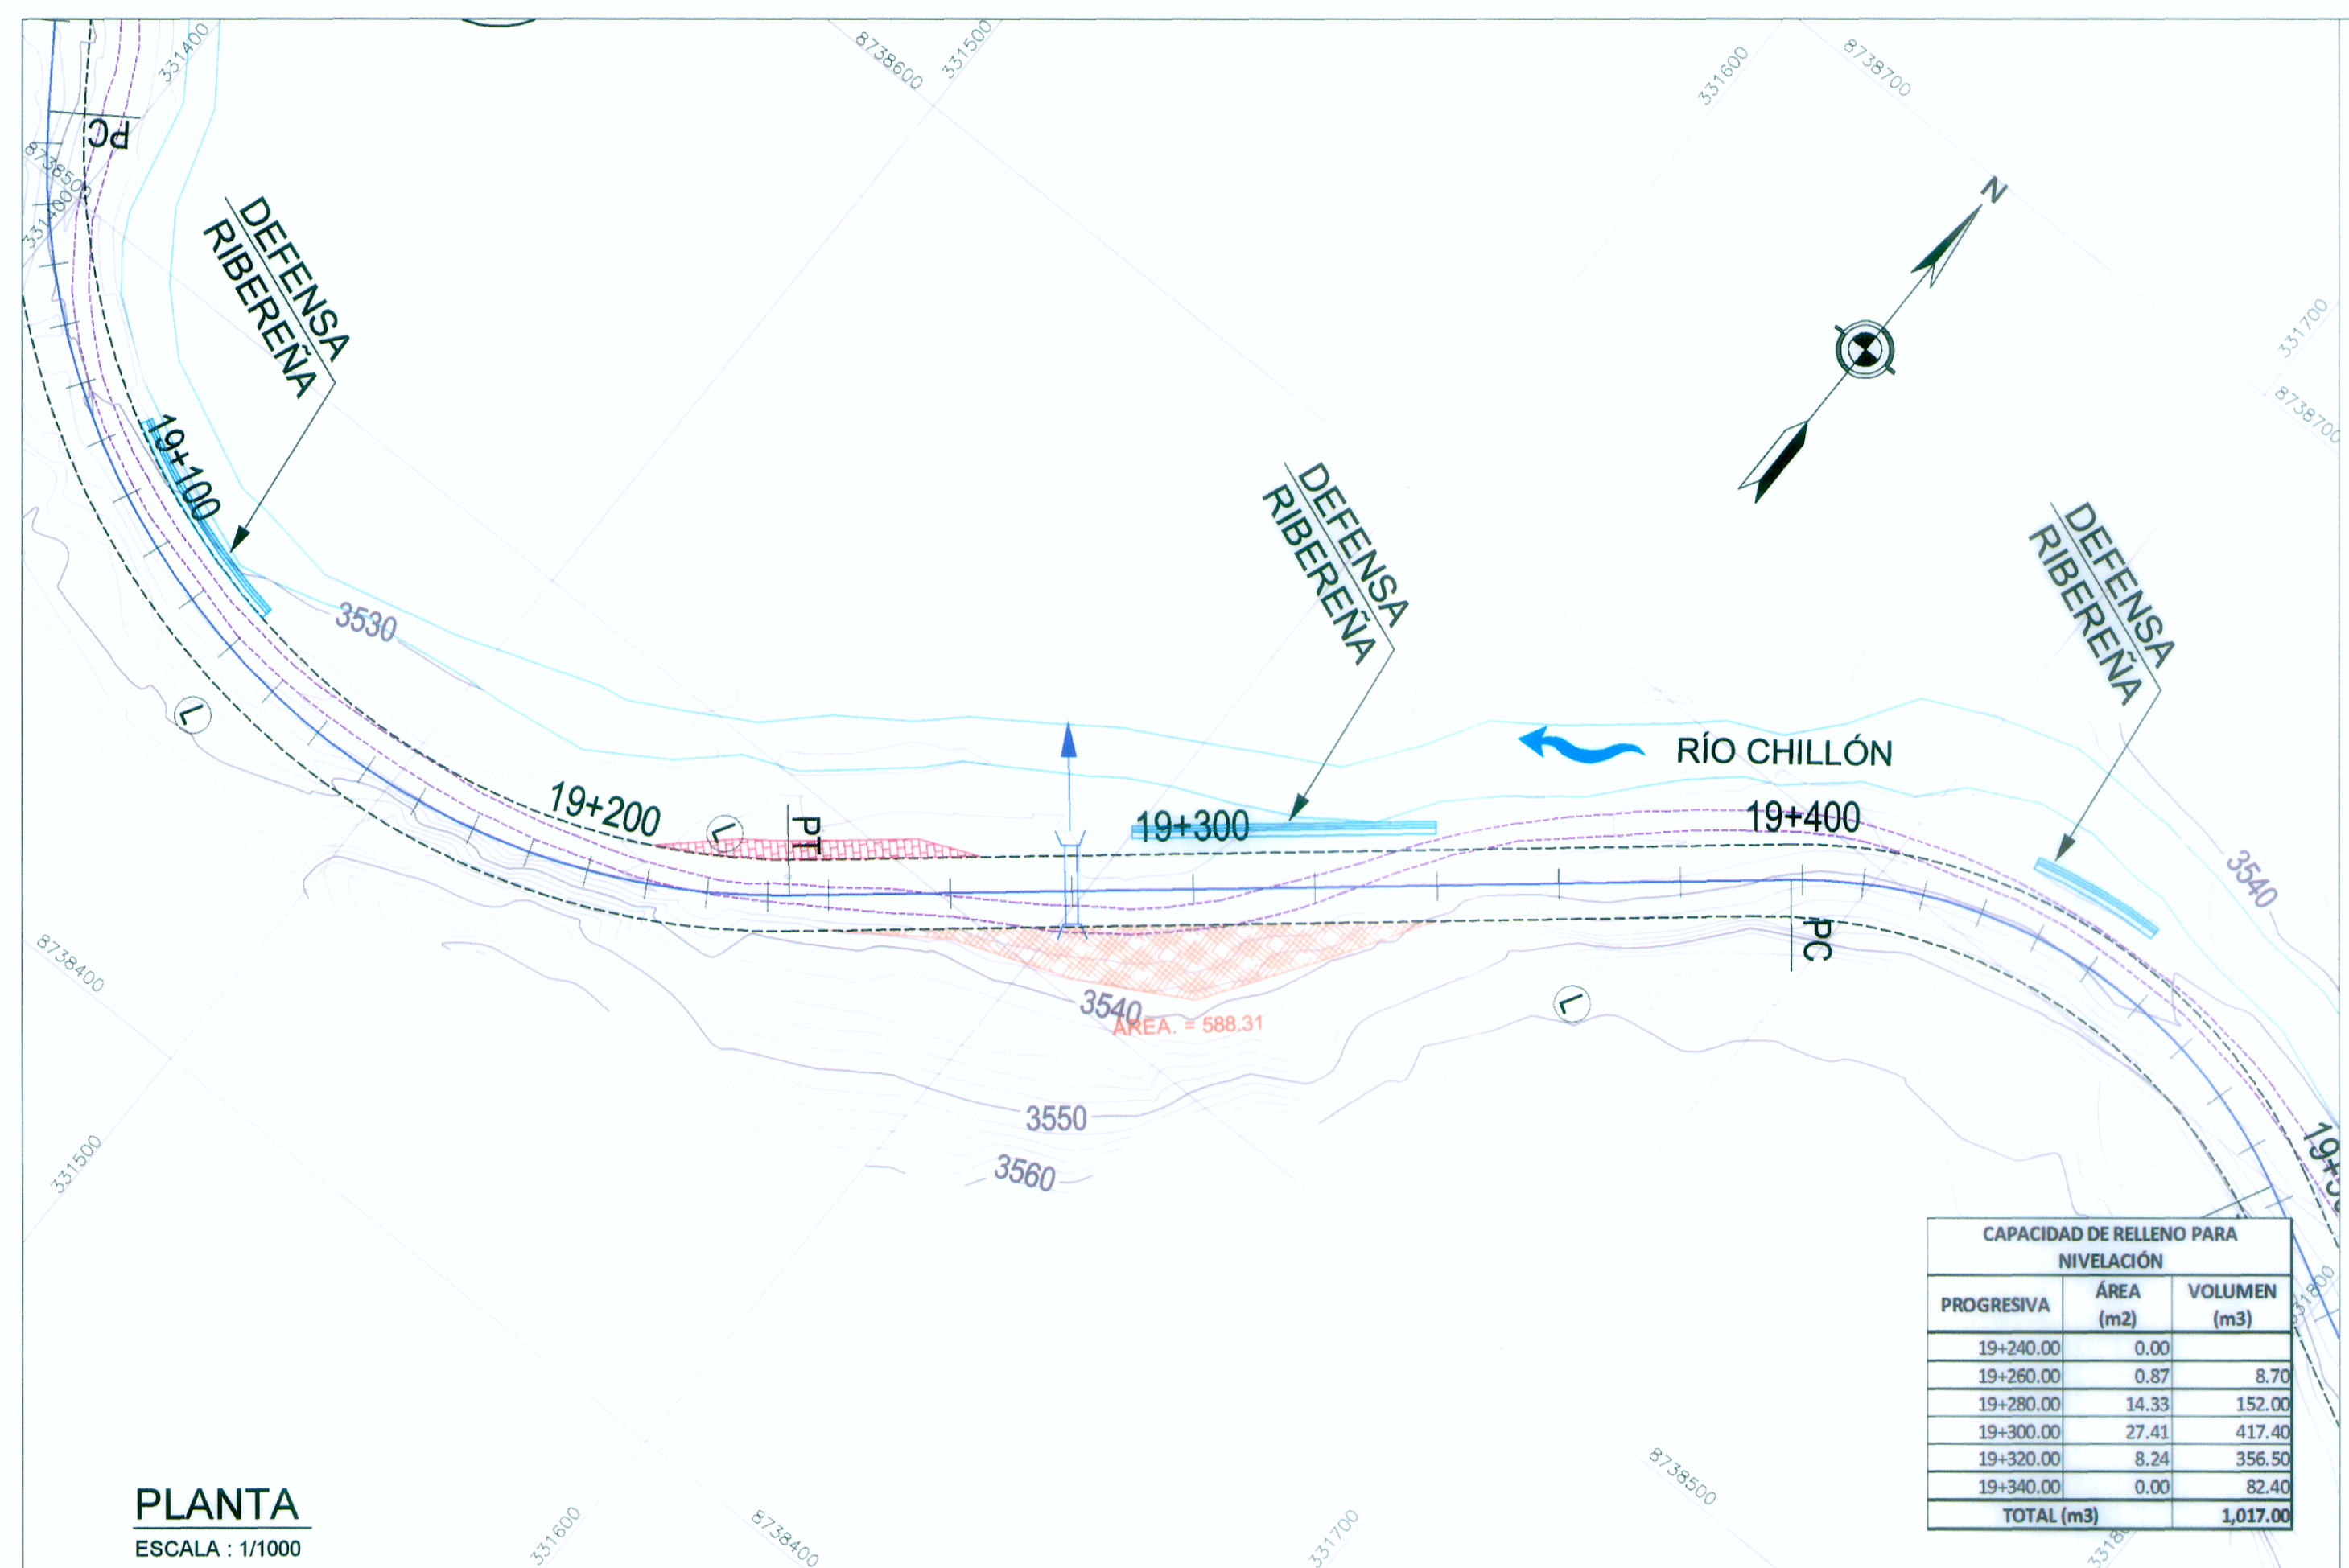 331400
8738600
331500
331600
8738700
PC
331400
N
DEFENSA
RIBEREÑA
331700
8738700
19+100
DEFENSA
RIBEREÑA
DEFENSA
RIBEREÑA
3530
L
RÍO CHILLÓN
19+200
L
PT
19+300
19+400
3540
PC
8738400
L
3540
AREA. = 588.31
3550
3560
331500
CAPACIDAD DE RELLENO PARA
NIVELACIÓN
PROGRESIVA ÁREA (m2) VOLUMEN (m3)
19+240.00 0.00
19+260.00 0.87 8.70
19+280.00 14.33 152.00
19+300.00 27.41 417.40
19+320.00 8.24 356.50
19+340.00 0.00 82.40
TOTAL (m3) 1,017.00
331800
8738500
PLANTA
ESCALA : 1/1000
331600
8738400
331700